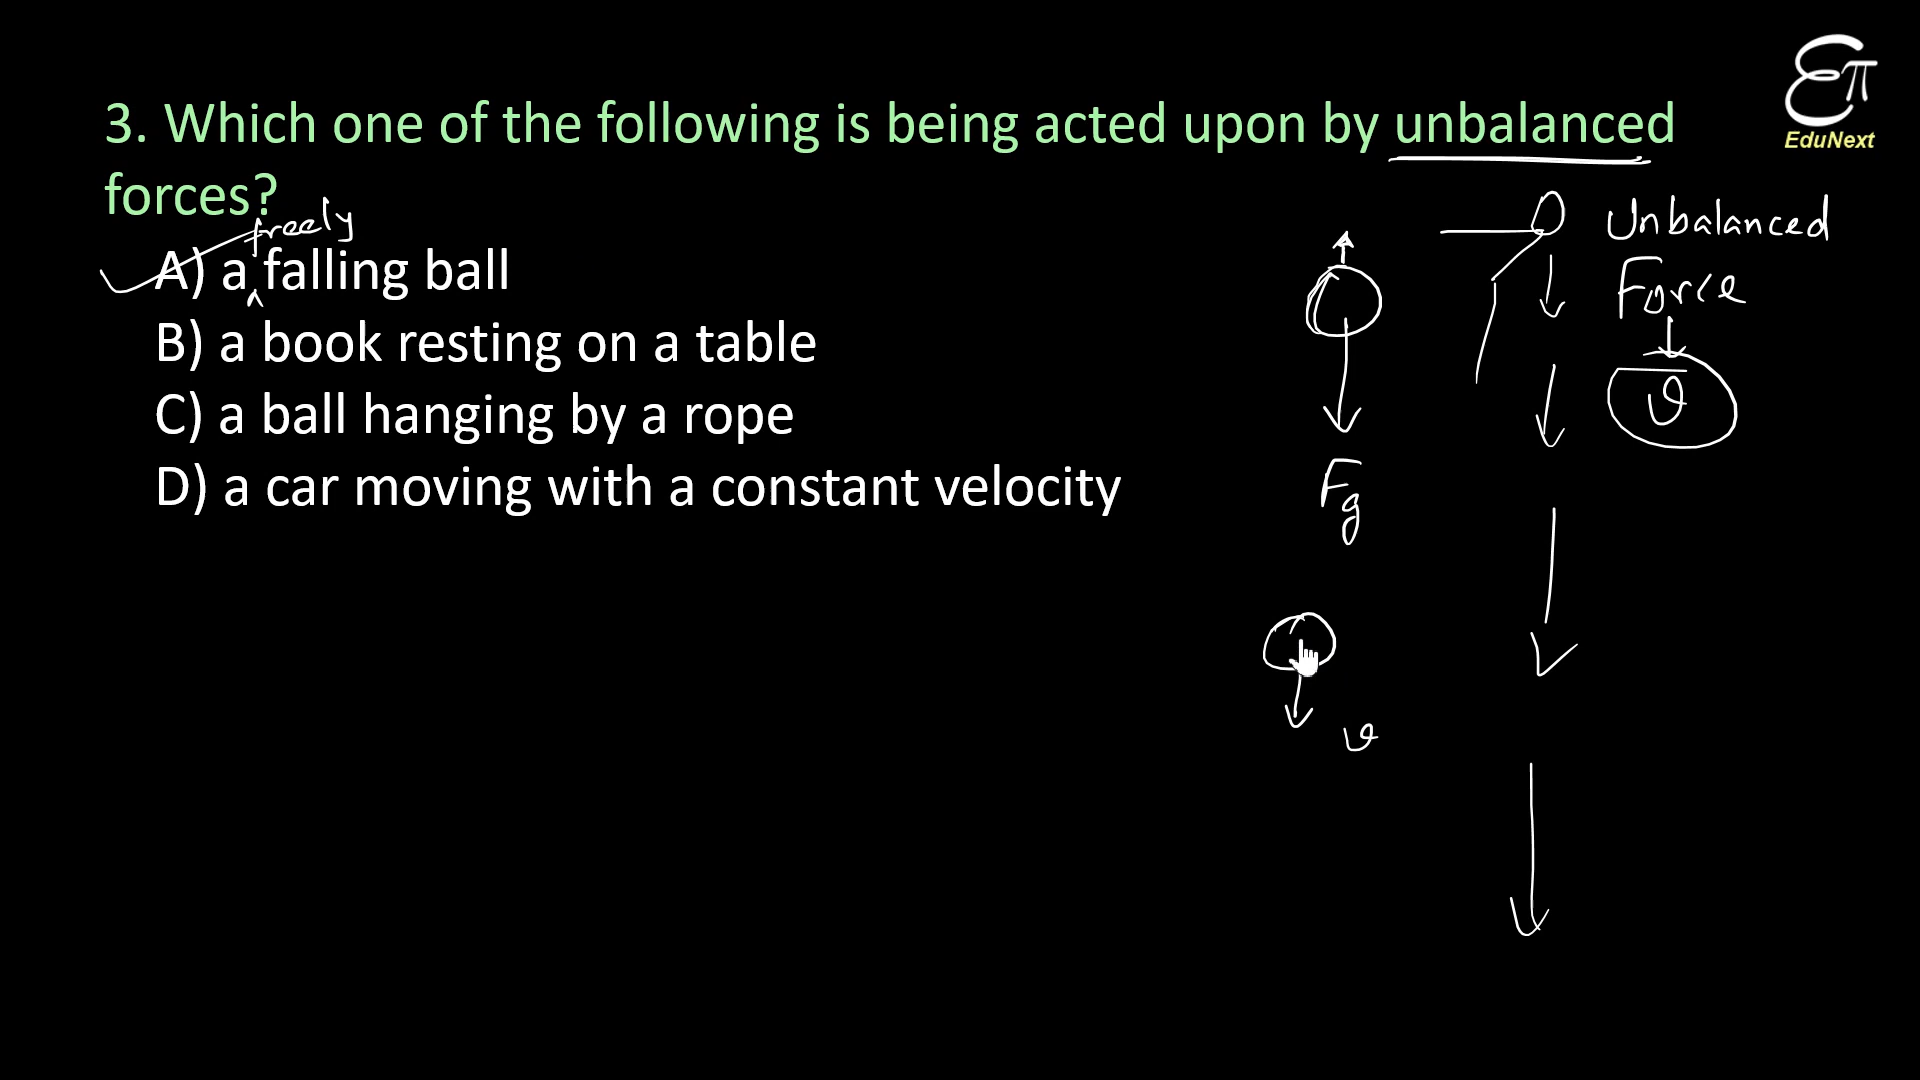 3. Which one of the following is being acted upon by unbalanced
forces?
freely
A) a ^ falling ball
B) a book resting on a table
C) a ball hanging by a rope
D) a car moving with a constant velocity
Eπ
EduNext
Unbalanced
Force
Fg